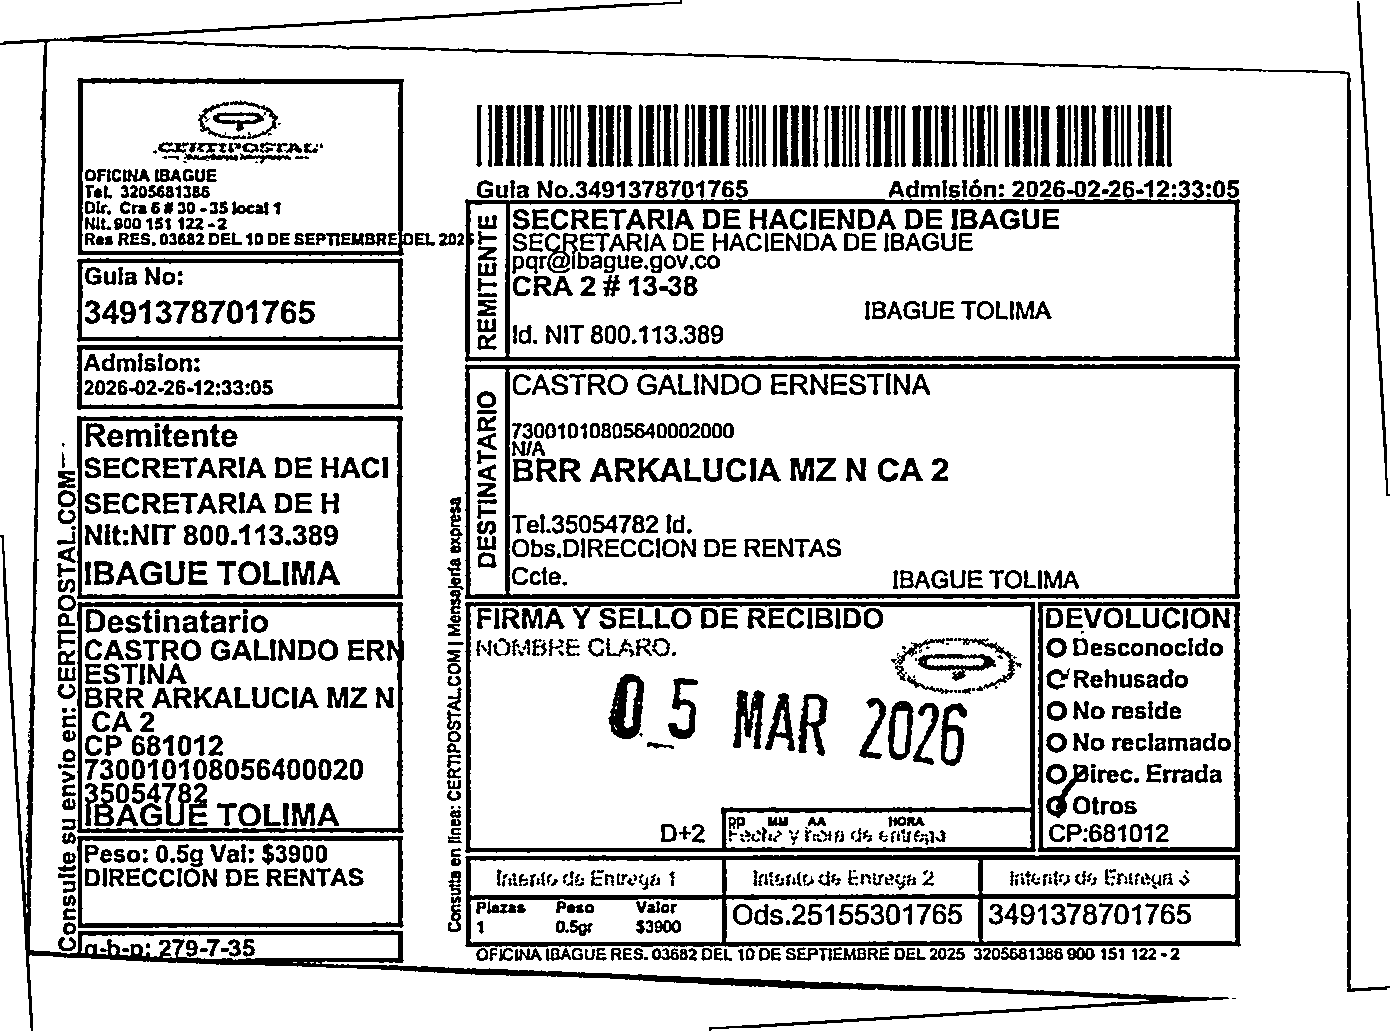 CERTIPOSTAL
OFICINA IBAGUE
Tel. 3205681386
Dir. Cra 6 # 30 - 35 local 1
Nit. 900 151 122 - 2
Res RES. 03682 DEL 10 DE SEPTIEMBRE DEL 2025
Guia No:
3491378701765
Admision:
2026-02-26-12:33:05
Remitente
SECRETARIA DE HACI
SECRETARIA DE H
Nit:NIT 800.113.389
IBAGUE TOLIMA
Destinatario
CASTRO GALINDO ERN
ESTINA
BRR ARKALUCIA MZ N
CA 2
CP 681012
730010108056400020
35054782
IBAGUE TOLIMA
Peso: 0.5g Val: $3900
DIRECCION DE RENTAS
g-b-p: 279-7-35
Consulte su envio en: CERTIPOSTAL.COM
Guia No.3491378701765 Admisión: 2026-02-26-12:33:05
REMITENTE
SECRETARIA DE HACIENDA DE IBAGUE
SECRETARIA DE HACIENDA DE IBAGUE
pqr@ibague.gov.co
CRA 2 # 13-38
IBAGUE TOLIMA
Id. NIT 800.113.389
DESTINATARIO
CASTRO GALINDO ERNESTINA
73001010805640002000
N/A
BRR ARKALUCIA MZ N CA 2
Tel.35054782 Id.
Obs.DIRECCION DE RENTAS
Ccte. IBAGUE TOLIMA
Consulta en línea: CERTIPOSTAL.COM | Mensajería expresa
FIRMA Y SELLO DE RECIBIDO
NOMBRE CLARO.
05 MAR 2026
D+2
DD MM AA HORA
Fecha y hora de entrega
DEVOLUCION
Desconocido
Rehusado
No reside
No reclamado
Direc. Errada
Otros
CP:681012
Intento de Entrega 1 Intento de Entrega 2 Intento de Entrega 3
Piezas Peso Valor
1 0.5gr $3900
Ods.25155301765 3491378701765
OFICINA IBAGUE RES. 03682 DEL 10 DE SEPTIEMBRE DEL 2025 3205681386 900 151 122 - 2